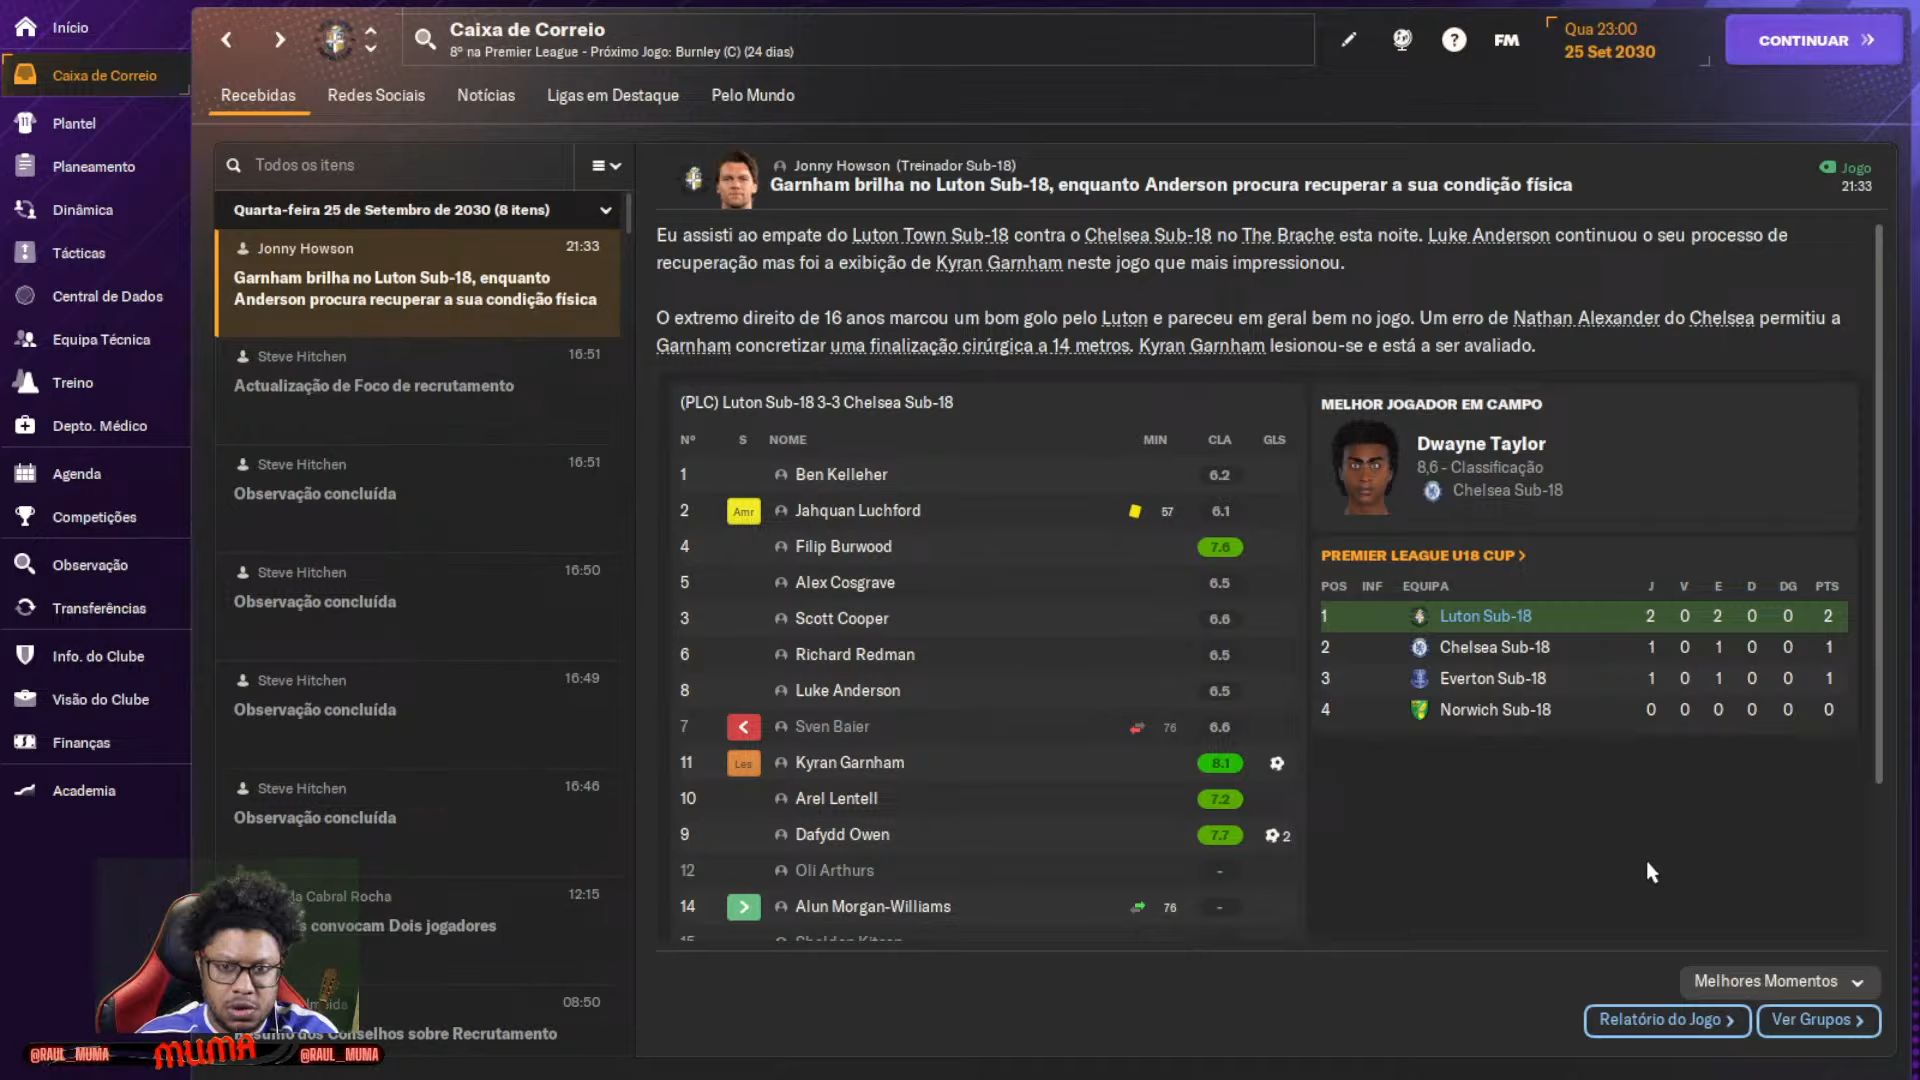 Início
Caixa de Correio
Plantel
Planeamento
Dinâmica
Tácticas
Central de Dados
Equipa Técnica
Treino
Depto. Médico
Agenda
Competições
Observação
Transferências
Info. do Clube
Visão do Clube
Finanças
Academia
Caixa de Correio
8º na Premier League - Próximo Jogo: Burnley (C) (24 dias)
FM
Qua 23:00
25 Set 2030
CONTINUAR
Recebidas Redes Sociais Notícias Ligas em Destaque Pelo Mundo
Todos os itens
Quarta-feira 25 de Setembro de 2030 (8 itens)
Jonny Howson 21:33
Garnham brilha no Luton Sub-18, enquanto
Anderson procura recuperar a sua condição física
Steve Hitchen 16:51
Actualização de Foco de recrutamento
Steve Hitchen 16:51
Observação concluída
Steve Hitchen 16:50
Observação concluída
Steve Hitchen 16:49
Observação concluída
Steve Hitchen 16:46
Observação concluída
Cabral Rocha 12:15
convocam Dois jogadores
08:50
Conselhos sobre Recrutamento
@RAUL_MUMA MUMA @RAUL_MUMA
Jonny Howson (Treinador Sub-18)
Garnham brilha no Luton Sub-18, enquanto Anderson procura recuperar a sua condição física
Jogo
21:33
Eu assisti ao empate do Luton Town Sub-18 contra o Chelsea Sub-18 no The Brache esta noite. Luke Anderson continuou o seu processo de
recuperação mas foi a exibição de Kyran Garnham neste jogo que mais impressionou.
O extremo direito de 16 anos marcou um bom golo pelo Luton e pareceu em geral bem no jogo. Um erro de Nathan Alexander do Chelsea permitiu a
Garnham concretizar uma finalização cirúrgica a 14 metros. Kyran Garnham lesionou-se e está a ser avaliado.
(PLC) Luton Sub-18 3-3 Chelsea Sub-18
Nº S NOME MIN CLA GLS
1 Ben Kelleher 6.2
2 Amr Jahquan Luchford 57 6.1
4 Filip Burwood 7.6
5 Alex Cosgrave 6.5
3 Scott Cooper 6.6
6 Richard Redman 6.5
8 Luke Anderson 6.5
7 Sven Baier 76 6.6
11 Les Kyran Garnham 8.1
10 Arel Lentell 7.2
9 Dafydd Owen 7.7 2
12 Oli Arthurs -
14 Alun Morgan-Williams 76 -
MELHOR JOGADOR EM CAMPO
Dwayne Taylor
8,6 - Classificação
Chelsea Sub-18
PREMIER LEAGUE U18 CUP >
POS INF EQUIPA J V E D DG PTS
1 Luton Sub-18 2 0 2 0 0 2
2 Chelsea Sub-18 1 0 1 0 0 1
3 Everton Sub-18 1 0 1 0 0 1
4 Norwich Sub-18 0 0 0 0 0 0
Melhores Momentos
Relatório do Jogo > Ver Grupos >